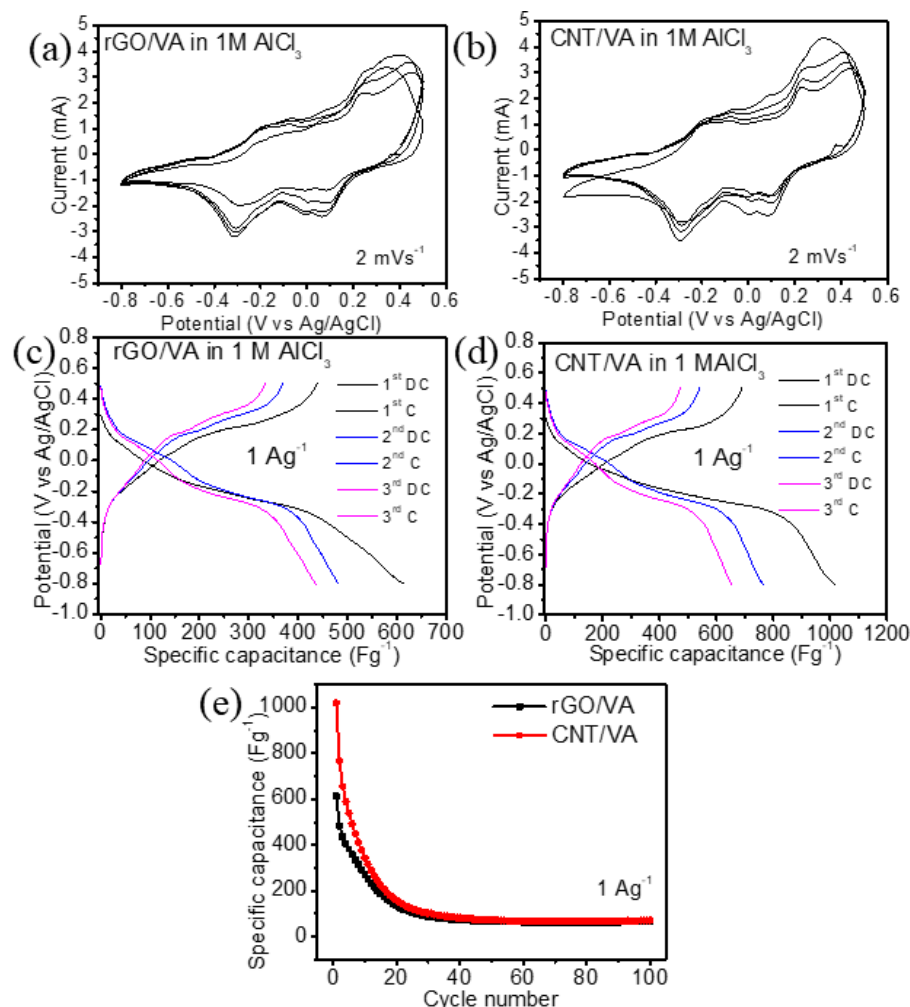 (a)
rGO/VA in 1M AlCl3
5
4
3
2
1
0
-1
-2
-3
-4
-5
Current (mA)
2 mVs-1
-0.8 -0.6 -0.4 -0.2 0.0 0.2 0.4 0.6
Potential (V vs Ag/AgCl)
(b)
CNT/VA in 1M AlCl3
5
4
3
2
1
0
-1
-2
-3
-4
-5
Current (mA)
2 mVs-1
-0.8 -0.6 -0.4 -0.2 0.0 0.2 0.4 0.6
Potential (V vs Ag/AgCl)
(c)
rGO/VA in 1 M AlCl3
0.8
0.6
0.4
0.2
0.0
-0.2
-0.4
-0.6
-0.8
-1.0
Potential (V vs Ag/AgCl)
1st DC
1st C
2nd DC
2nd C
3rd DC
3rd C
1 Ag-1
0 100 200 300 400 500 600 700
Specific capacitance (Fg-1)
(d)
CNT/VA in 1 MAlCl3
0.8
0.6
0.4
0.2
0.0
-0.2
-0.4
-0.6
-0.8
-1.0
Potential (V vs Ag/AgCl)
1st DC
1st C
2nd DC
2nd C
3rd DC
3rd C
1 Ag-1
0 200 400 600 800 1000 1200
Specific capacitance (Fg-1)
(e)
rGO/VA
CNT/VA
1000
800
600
400
200
0
Specific capacitance (Fg-1)
1 Ag-1
0 20 40 60 80 100
Cycle number